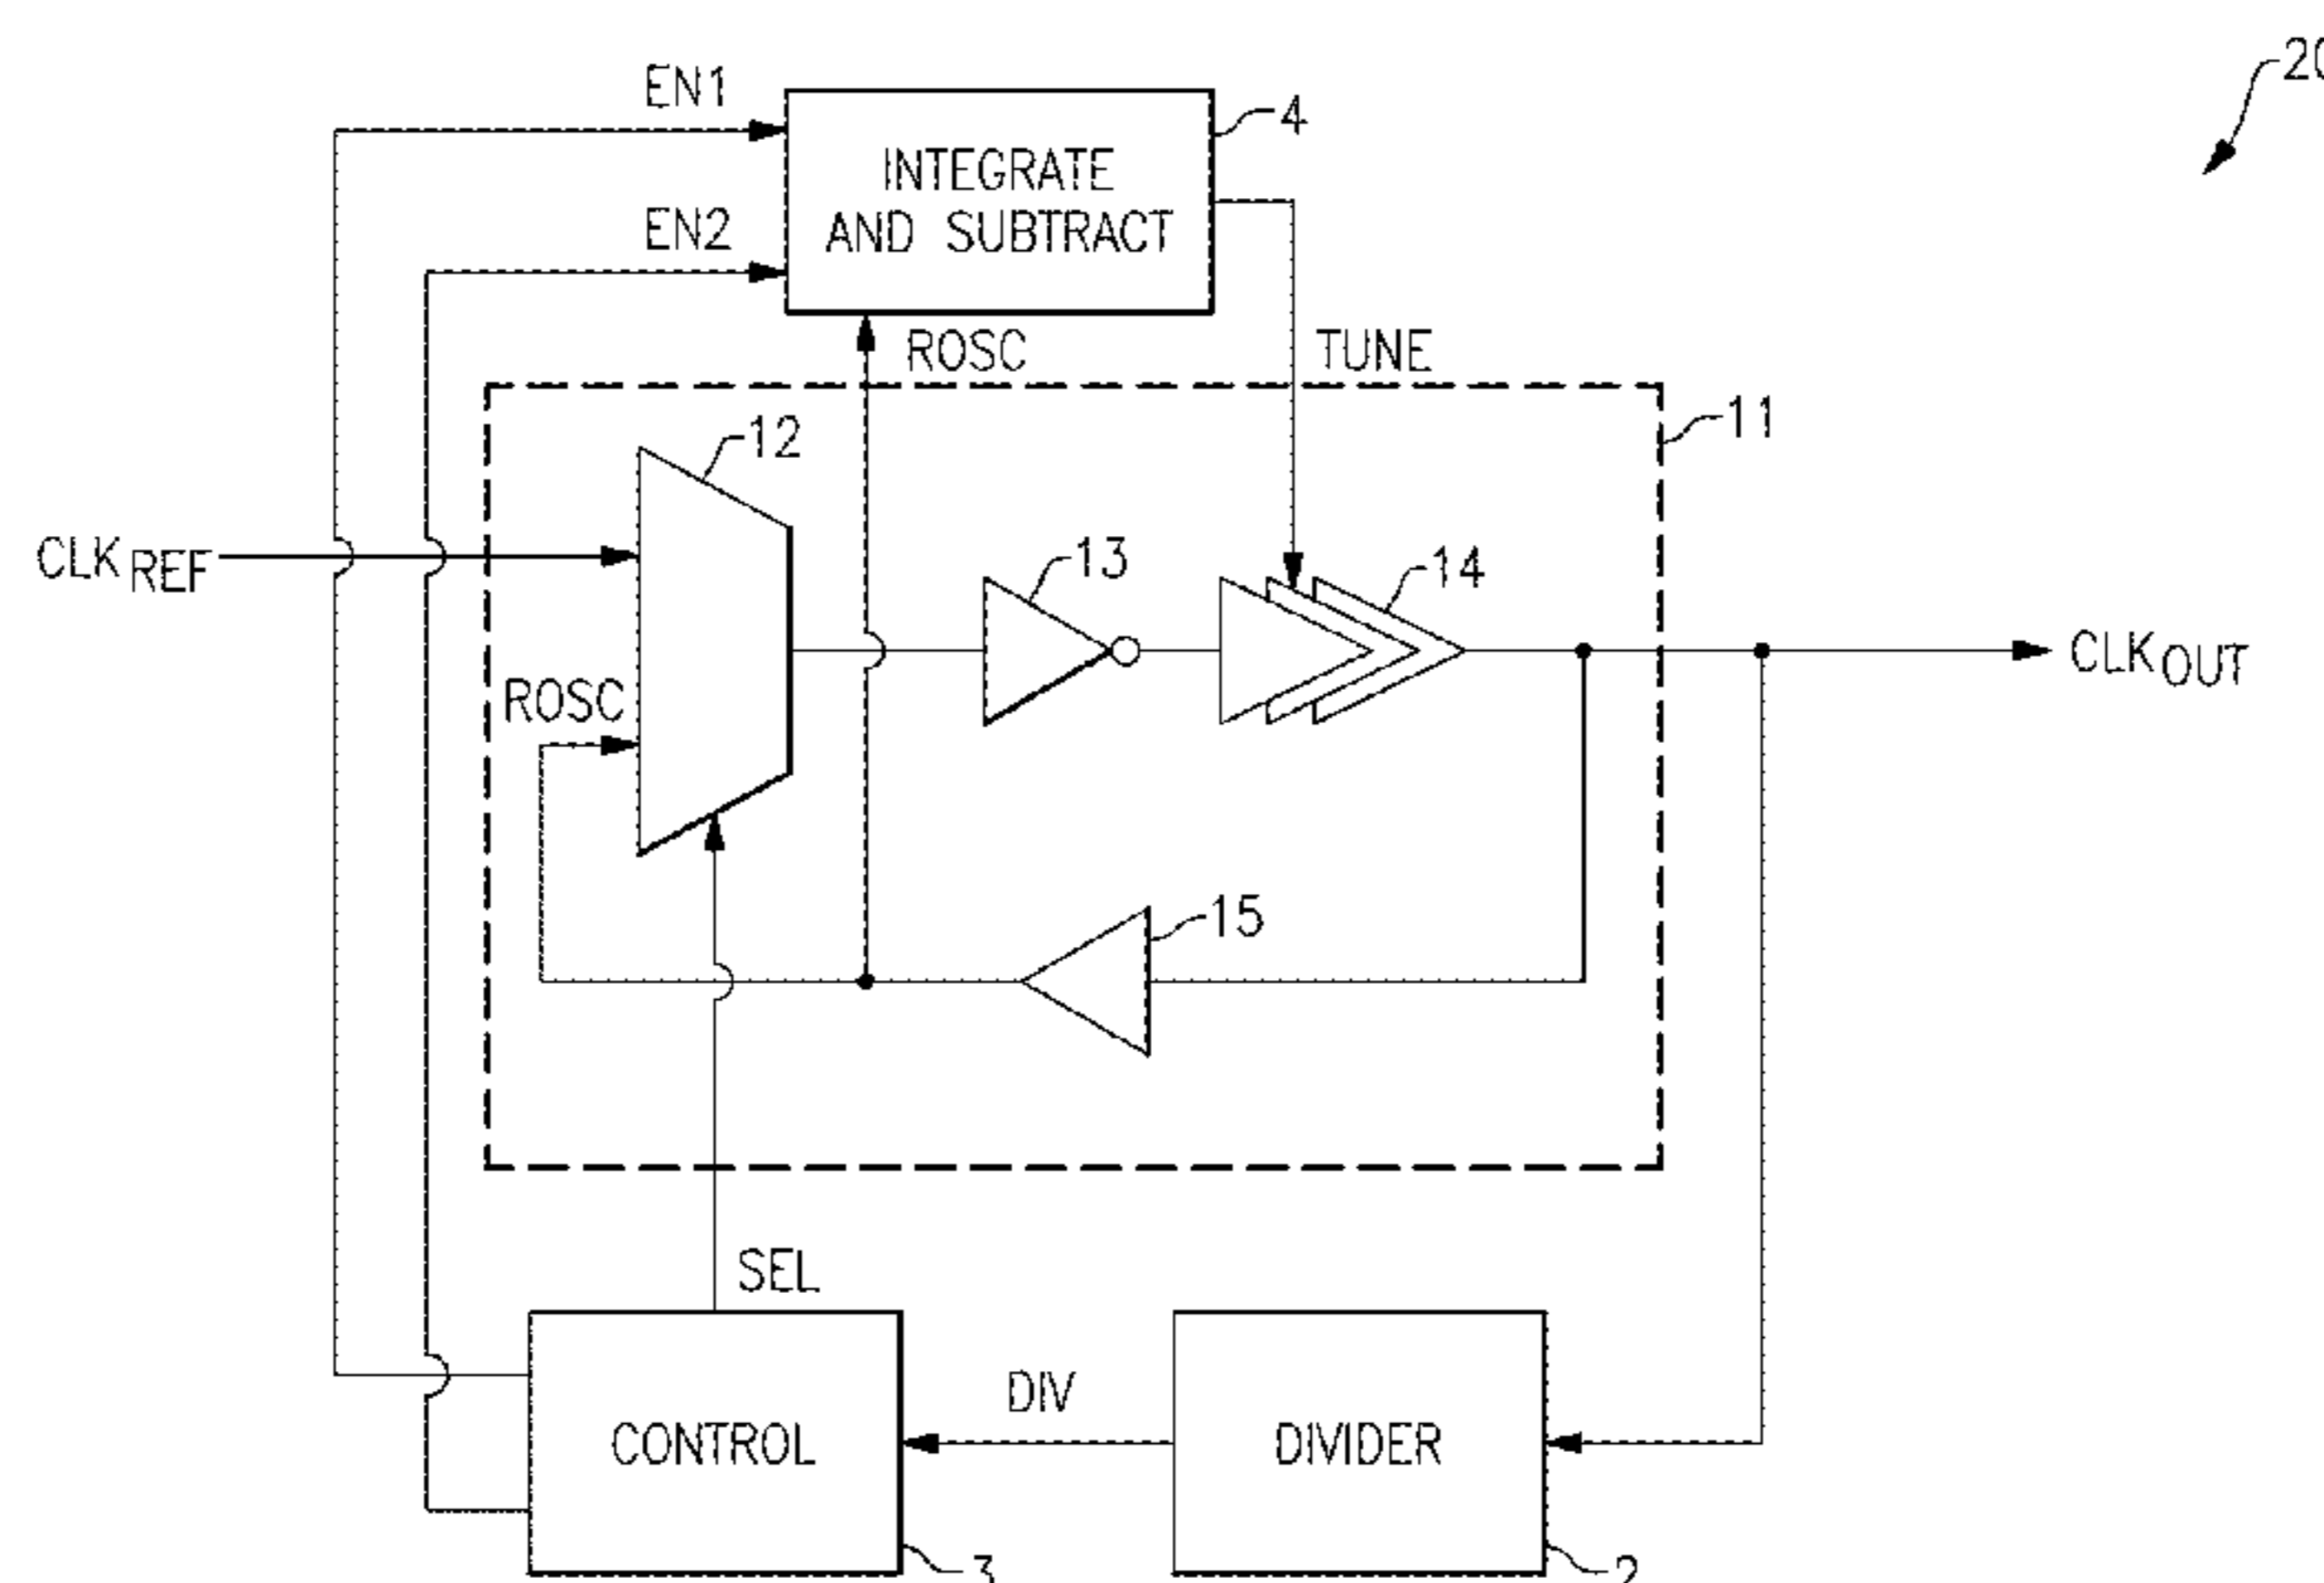 20
EN1
4
INTEGRATE
AND SUBTRACT
EN2
ROSC
TUNE
11
12
CLKREF
13
14
CLKOUT
ROSC
15
SEL
DIV
CONTROL
DIVIDER
3
2